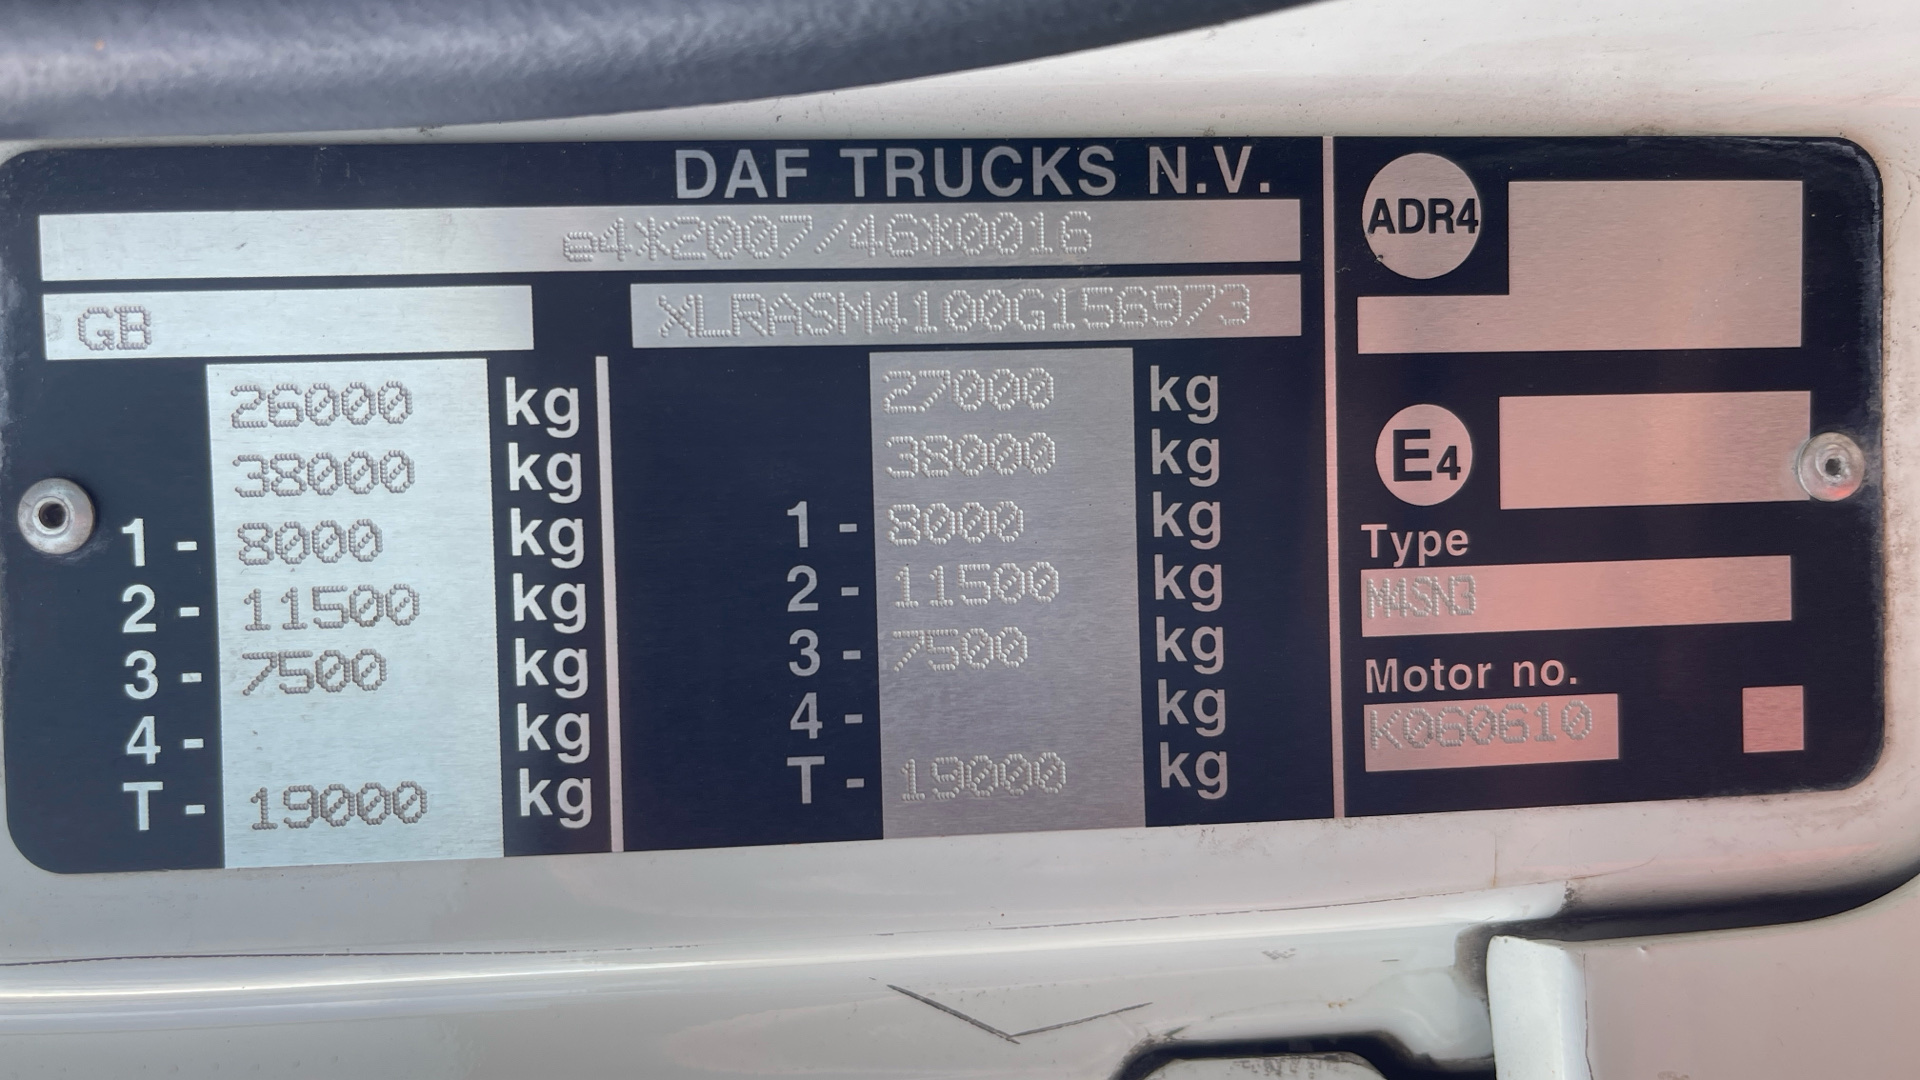 DAF TRUCKS N.V.
e4*2007/46*0016
GB XLRASM4100G156973
26000 kg 27000 kg
38000 kg 38000 kg
1 - 8000 kg 1 - 8000 kg
2 - 11500 kg 2 - 11500 kg
3 - 7500 kg 3 - 7500 kg
4 - kg 4 - kg
T - 19000 kg T - 19000 kg
ADR4
E4
Type
M4SN3
Motor no.
K060610